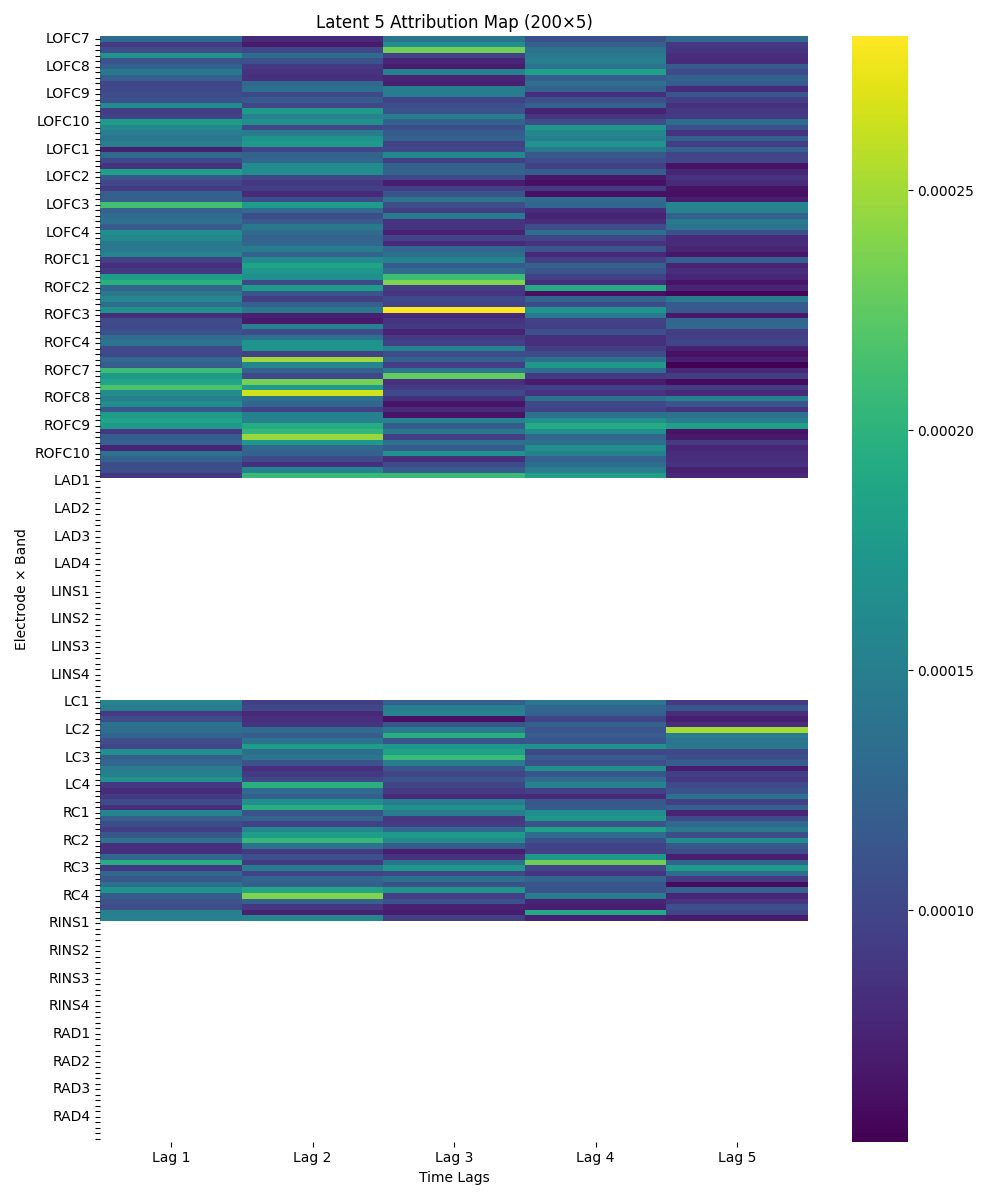 Latent 5 Attribution Map (200×5)
LOFC7
LOFC8
LOFC9
LOFC10
LOFC1
LOFC2
LOFC3
LOFC4
ROFC1
ROFC2
ROFC3
ROFC4
ROFC7
ROFC8
ROFC9
ROFC10
LAD1
LAD2
LAD3
LAD4
LINS1
LINS2
LINS3
LINS4
LC1
LC2
LC3
LC4
RC1
RC2
RC3
RC4
RINS1
RINS2
RINS3
RINS4
RAD1
RAD2
RAD3
RAD4
Electrode × Band
Lag 1
Lag 2
Lag 3
Lag 4
Lag 5
Time Lags
0.00025
0.00020
0.00015
0.00010